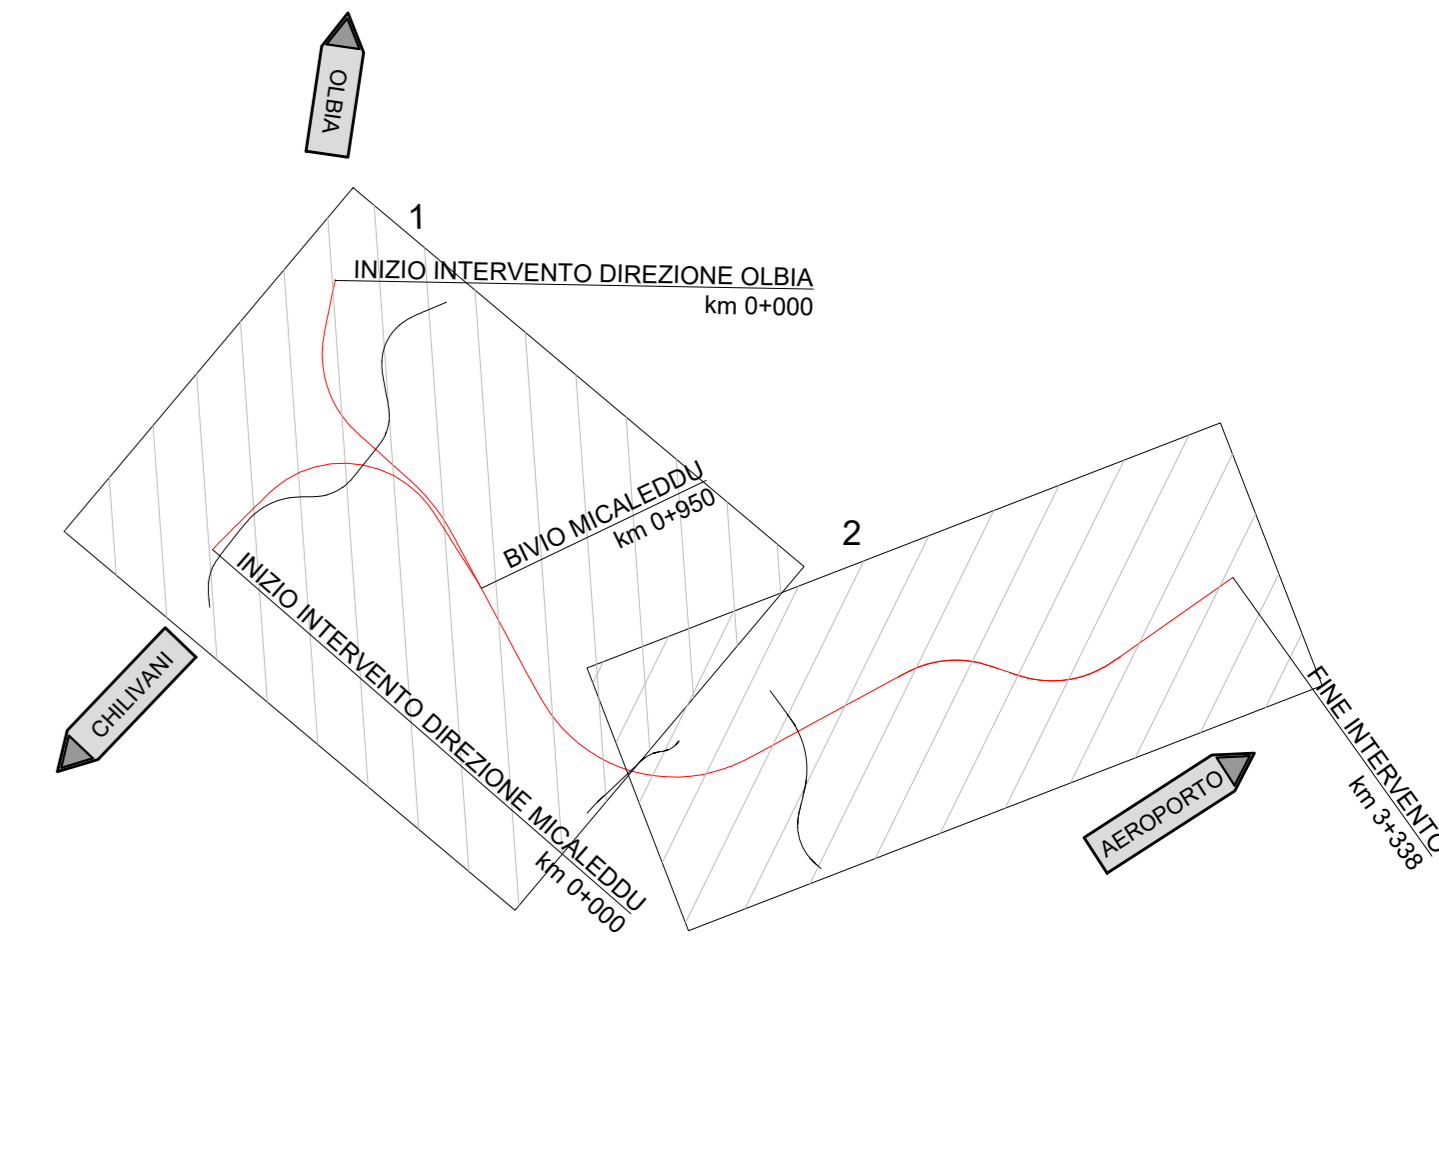 OLBIA
1
INIZIO INTERVENTO DIREZIONE OLBIA
km 0+000
BIVIO MICALEDDU
km 0+950
2
INIZIO INTERVENTO DIREZIONE MICALEDDU
km 0+000
CHILIVANI
FINE INTERVENTO
km 3+338
AEROPORTO